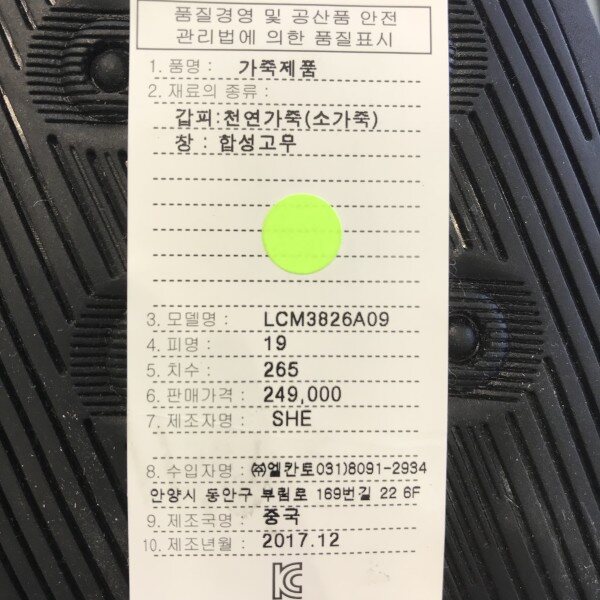 품질경영 및 공산품 안전
관리법에 의한 품질표시
1. 품명 : 가죽제품
2. 재료의 종류 :
갑피:천연가죽(소가죽)
창 : 합성고무
3. 모델명 : LCM3826A09
4. 피명 : 19
5. 치수 : 265
6. 판매가격 : 249,000
7. 제조자명 : SHE
8. 수입자명 : ㈜엘칸토031)8091-2934
안양시 동안구 부림로 169번길 22 6F
9. 제조국명 : 중국
10. 제조년월 : 2017.12